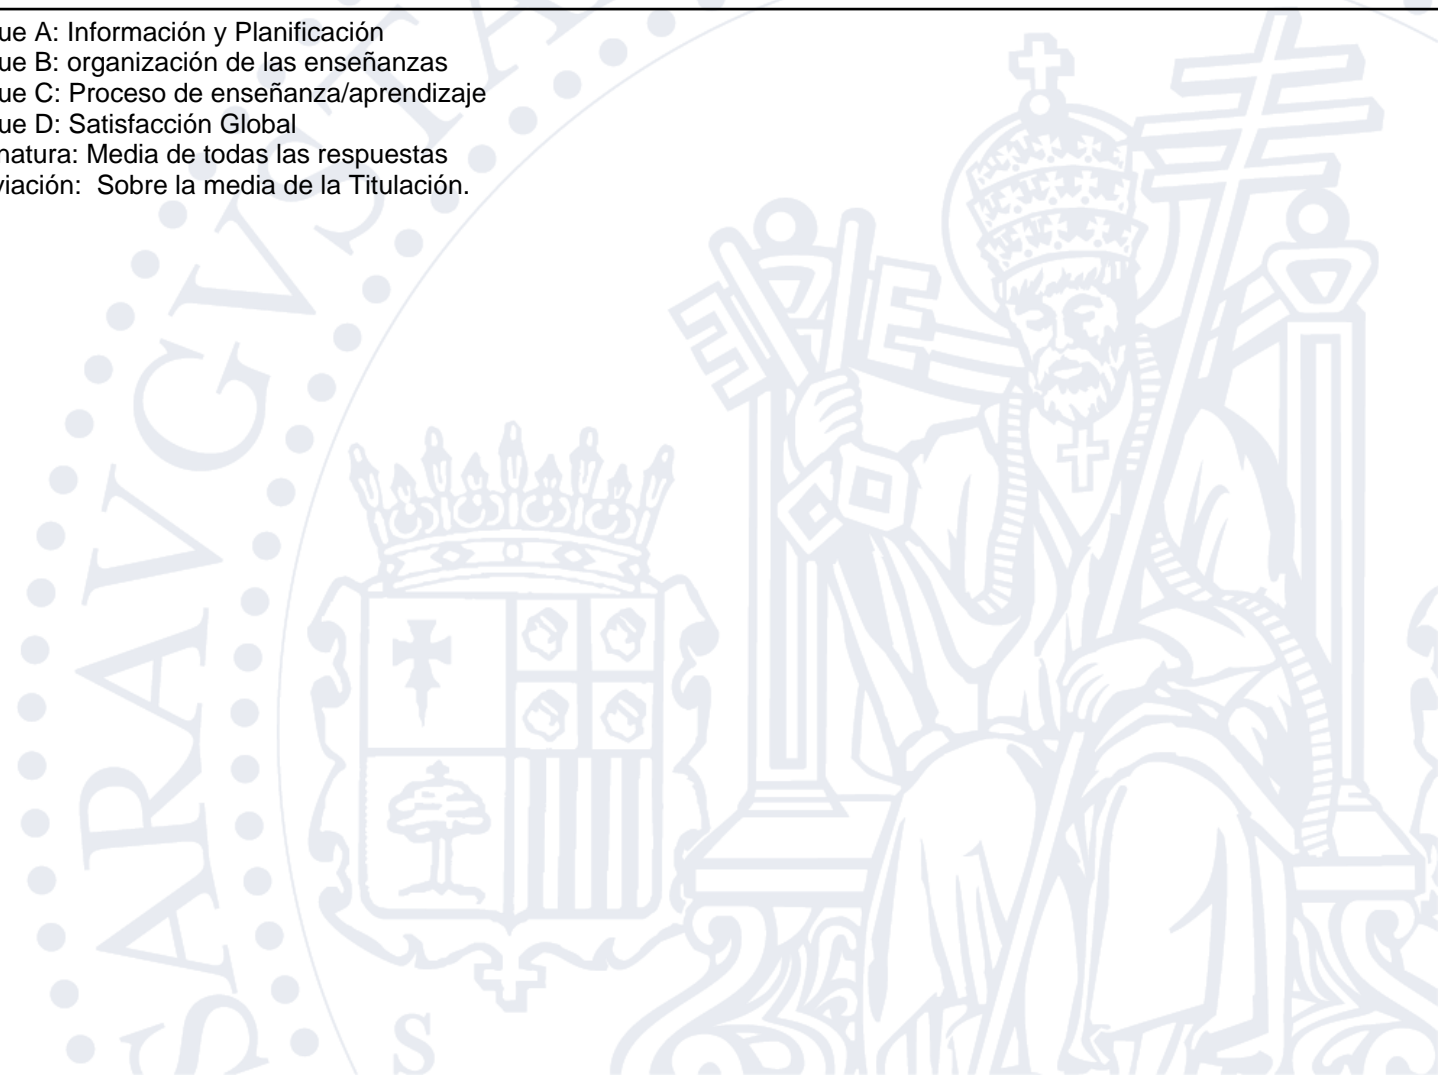 ue A: Información y Planificación
ue B: organización de las enseñanzas
ue C: Proceso de enseñanza/aprendizaje
ue D: Satisfacción Global
natura: Media de todas las respuestas
viación: Sobre la media de la Titulación.
SARAVGVSTA
S